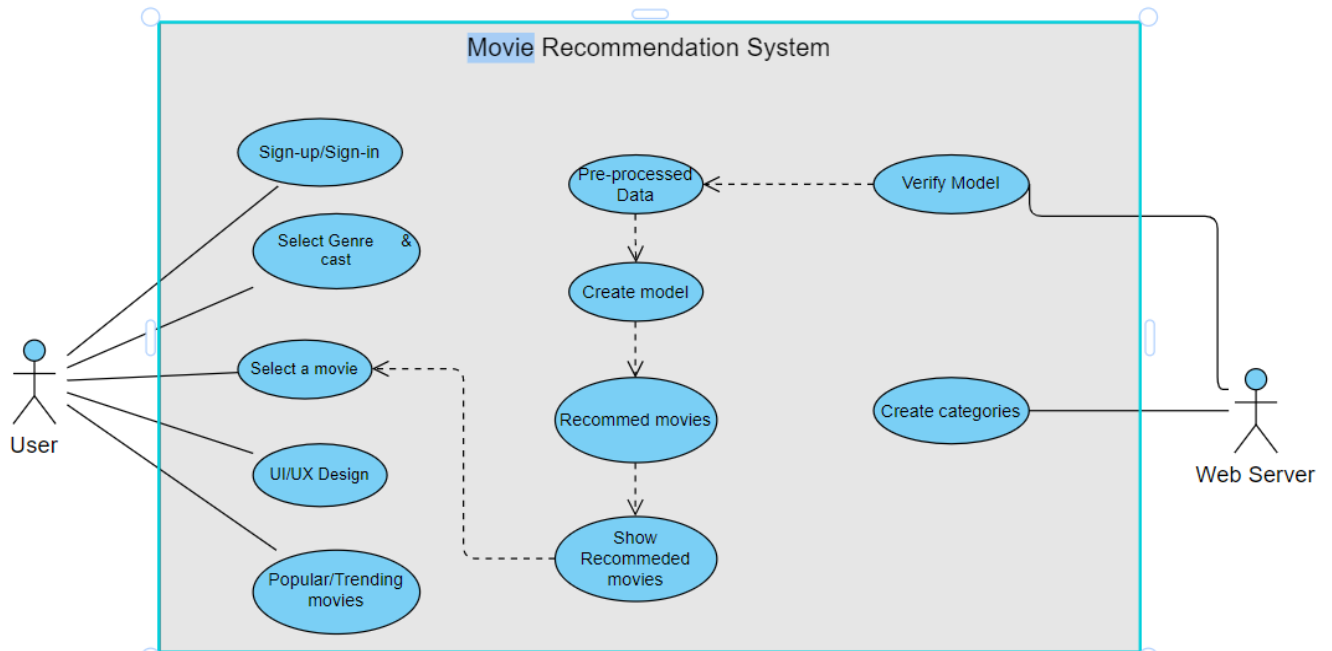 Movie Recommendation System
Sign-up/Sign-in
Select Genre &
cast
Select a movie
UI/UX Design
Popular/Trending
movies
Pre-processed
Data
Create model
Recommed movies
Show
Recommeded
movies
Verify Model
Create categories
User
Web Server